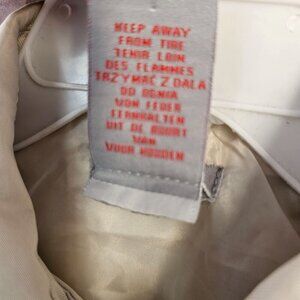 KEEP AWAY
FROM FIRE
TENIR LOIN
DES FLAMMES
TRZYMAC Z DALA
OD OGNIA
VON FEUER
FERNHALTEN
UIT DE BUURT
VAN
VUUR HOUDEN